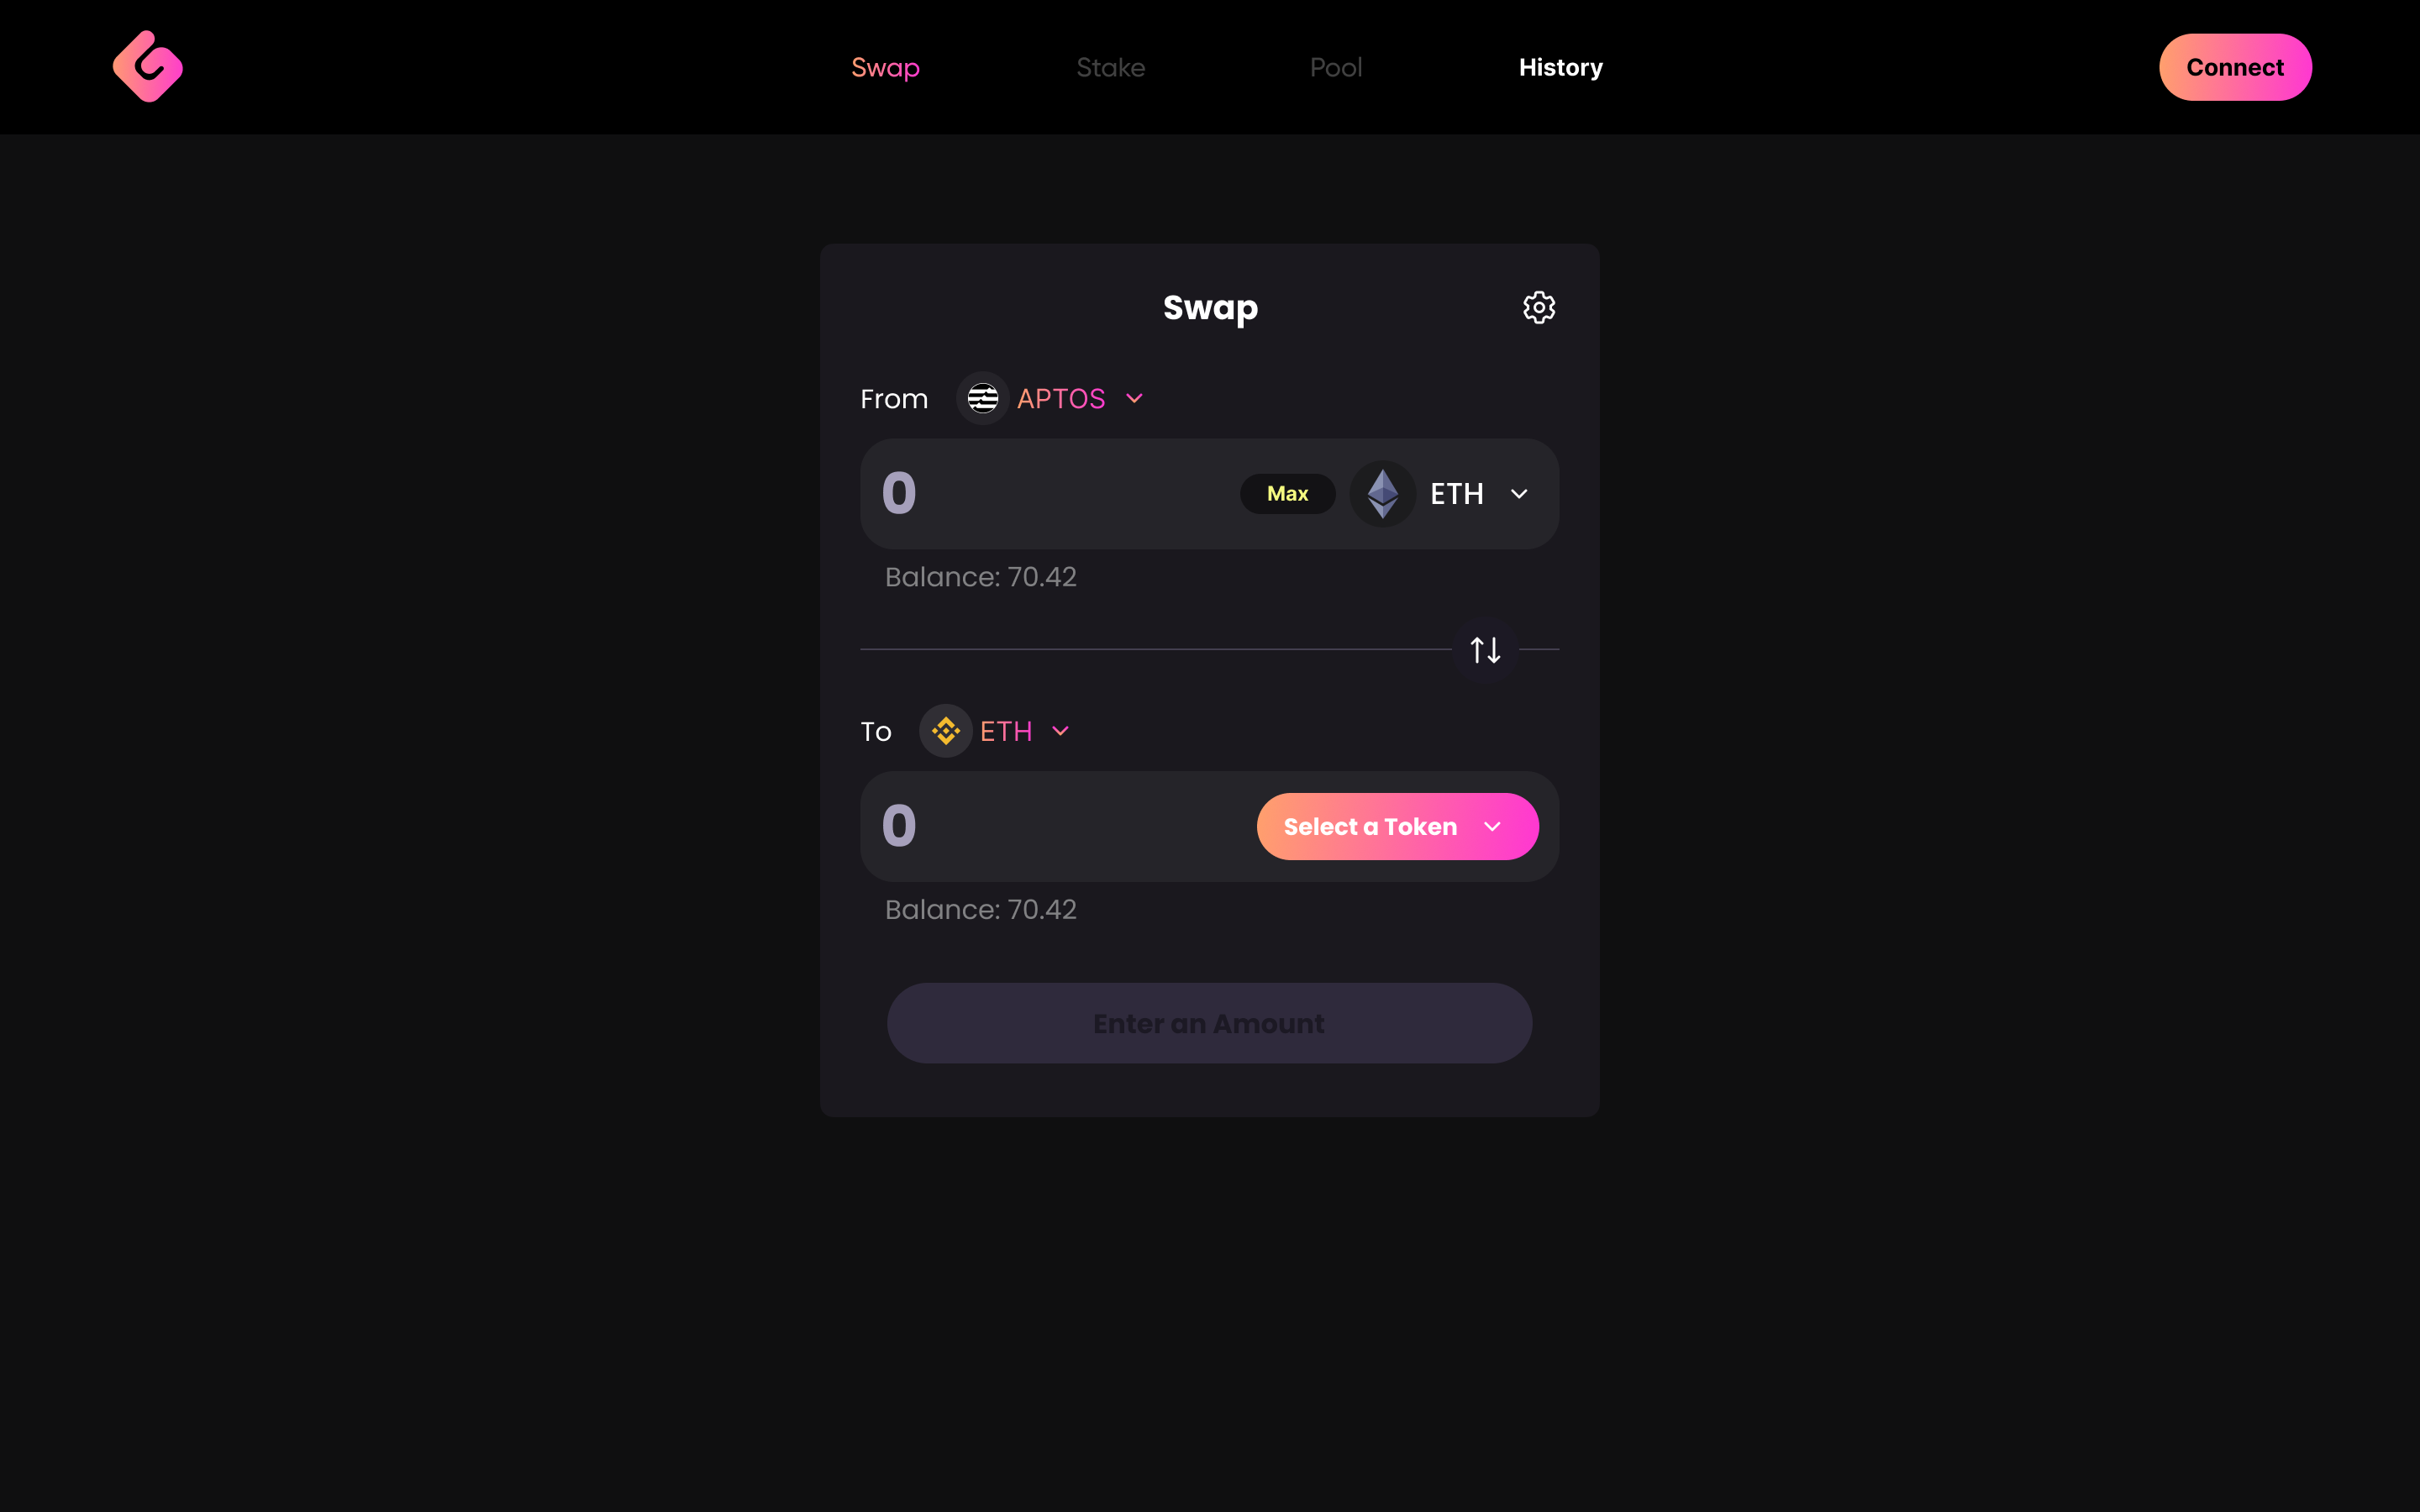 Swap Stake Pool History Connect
Swap
From APTOS
0 Max ETH
Balance: 70.42
To ETH
0 Select a Token
Balance: 70.42
Enter an Amount